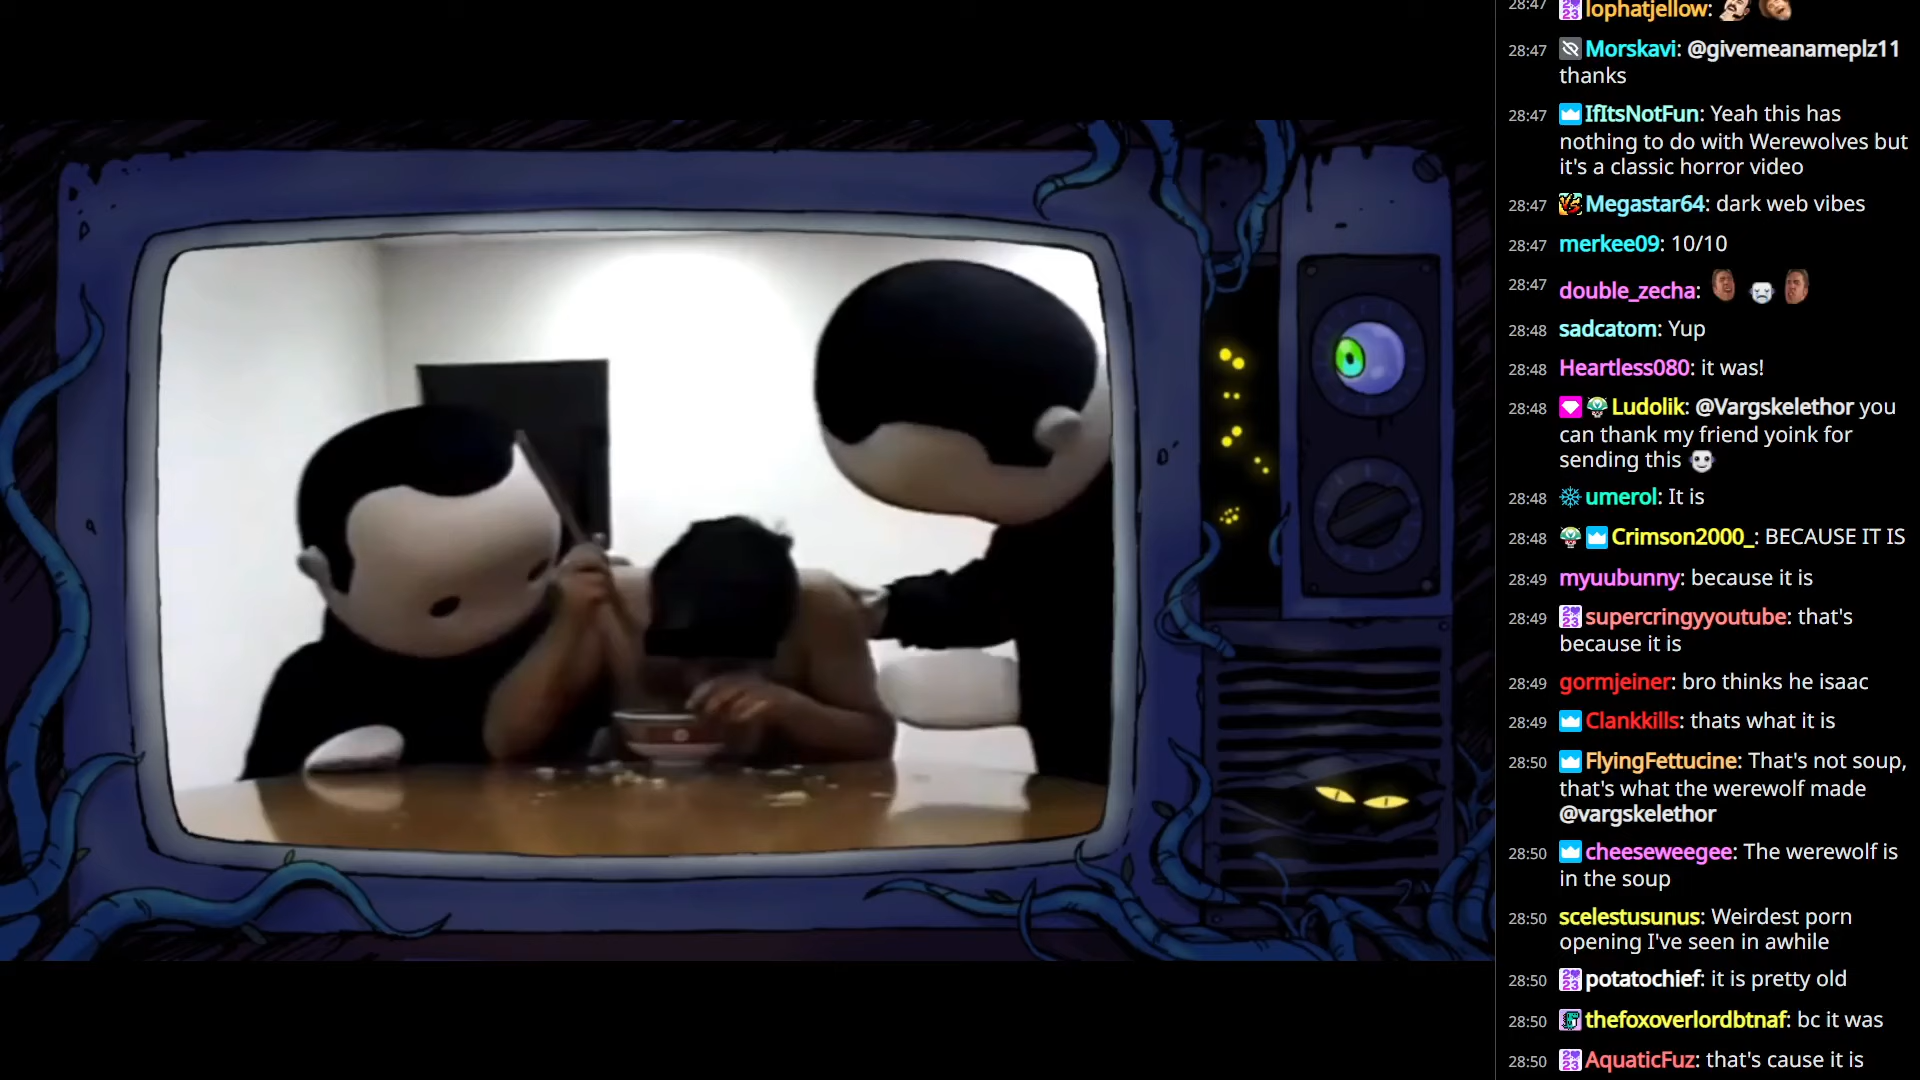 28:47 lophatjellow:
28:47 Morskavi: @givemeanameplz11
thanks
28:47 IfItsNotFun: Yeah this has
nothing to do with Werewolves but
it's a classic horror video
28:47 Megastar64: dark web vibes
28:47 merkee09: 10/10
28:47 double_zecha:
28:48 sadcatom: Yup
28:48 Heartless080: it was!
28:48 Ludolik: @Vargskelethor you
can thank my friend yoink for
sending this
28:48 umerol: It is
28:48 Crimson2000_: BECAUSE IT IS
28:49 myuubunny: because it is
28:49 supercringyyoutube: that's
because it is
28:49 gormjeiner: bro thinks he isaac
28:49 Clankkills: thats what it is
28:50 FlyingFettucine: That's not soup,
that's what the werewolf made
@vargskelethor
28:50 cheeseweegee: The werewolf is
in the soup
28:50 scelestusunus: Weirdest porn
opening I've seen in awhile
28:50 potatochief: it is pretty old
28:50 thefoxoverlordbtnaf: bc it was
28:50 AquaticFuz: that's cause it is